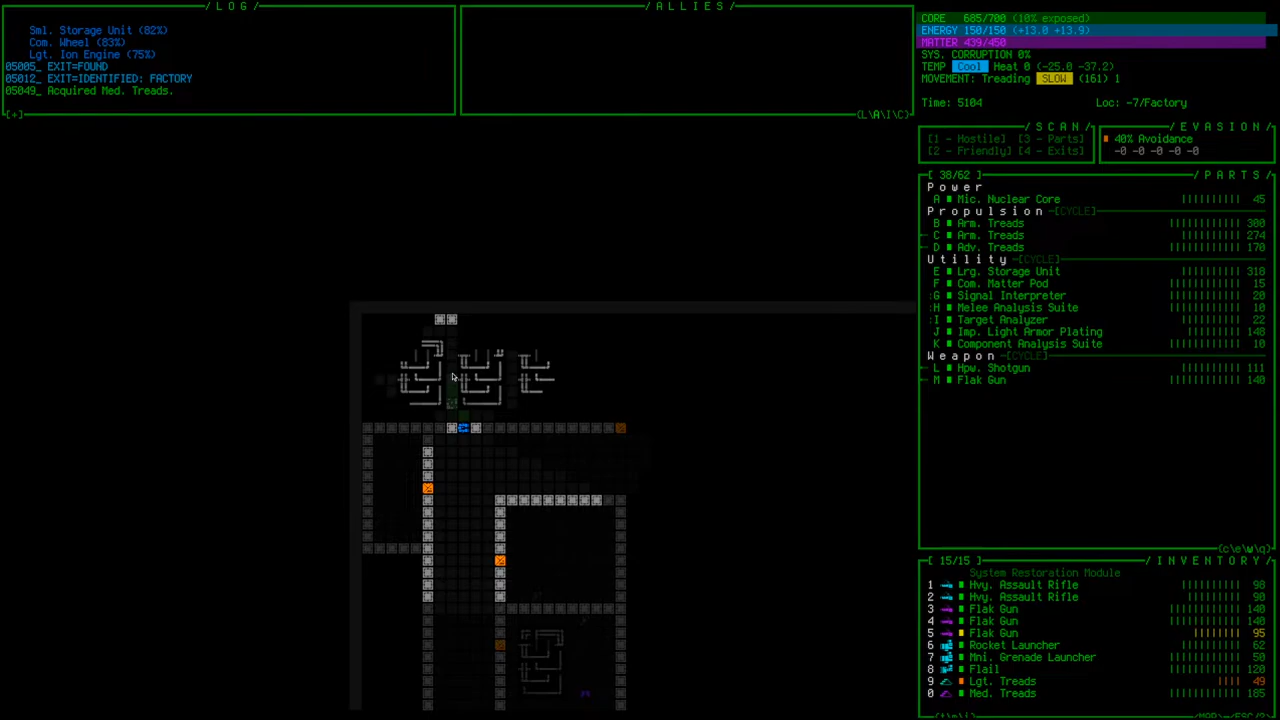 / LOG /
Sml. Storage Unit (82%)
Com. Wheel (83%)
Lgt. Ion Engine (75%)
05005_ EXIT=FOUND
05012_ EXIT=IDENTIFIED: FACTORY
05049_ Acquired Med. Treads.
[+]
/ ALLIES /
(L\A\I\C)
CORE 685/700 (10% exposed)
ENERGY 150/150 (+13.0 +13.9)
MATTER 439/450
SYS. CORRUPTION 0%
TEMP Cool Heat 0 (-25.0 -37.2)
MOVEMENT: Treading SLOW (161) 1
Time: 5104 Loc: -7/Factory
/ SCAN /
[1 - Hostile] [3 - Parts]
[2 - Friendly] [4 - Exits]
/ EVASION /
40% Avoidance
-0 -0 -0 -0 -0
[ 38/62 ] / PARTS /
Power
A Mic. Nuclear Core 45
Propulsion [CYCLE]
B Arm. Treads 300
C Arm. Treads 274
D Adv. Treads 170
Utility [CYCLE]
E Lrg. Storage Unit 318
F Com. Matter Pod 15
G Signal Interpreter 20
H Melee Analysis Suite 10
I Target Analyzer 22
J Imp. Light Armor Plating 148
K Component Analysis Suite 10
Weapon [CYCLE]
L Hpw. Shotgun 111
M Flak Gun 140
(c\e\w\q)
[ 15/15 ] / INVENTORY /
System Restoration Module
1 Hvy. Assault Rifle 98
2 Hvy. Assault Rifle 90
3 Flak Gun 140
4 Flak Gun 140
5 Flak Gun 95
6 Rocket Launcher 62
7 Mni. Grenade Launcher 50
8 Flail 120
9 Lgt. Treads 49
0 Med. Treads 185